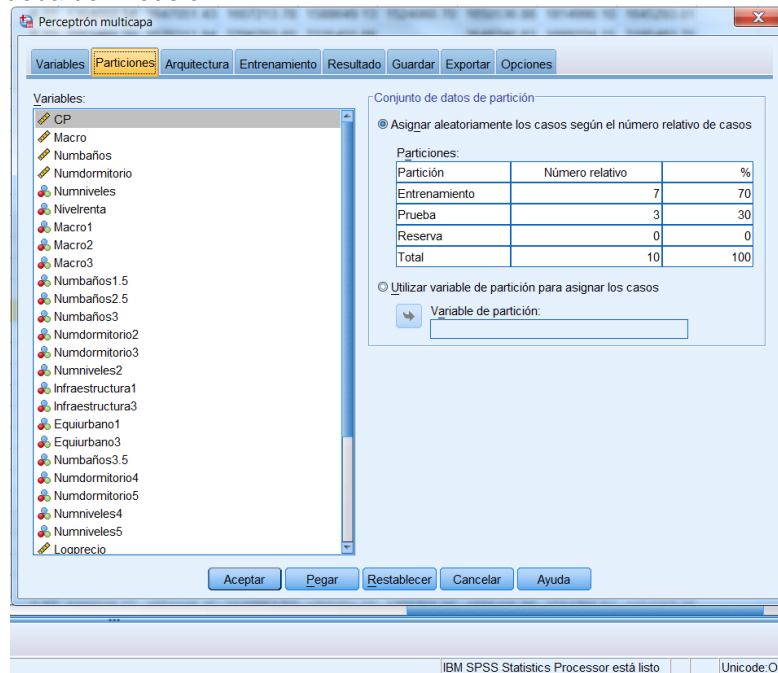 Perceptrón multicapa
Variables Particiones Arquitectura Entrenamiento Resultado Guardar Exportar Opciones
Variables:
CP
Macro
Numbaños
Numdormitorio
Numniveles
Nivelrenta
Macro1
Macro2
Macro3
Numbaños1.5
Numbaños2.5
Numbaños3
Numdormitorio2
Numdormitorio3
Numniveles2
Infraestructura1
Infraestructura3
Equiurbano1
Equiurbano3
Numbaños3.5
Numdormitorio4
Numdormitorio5
Numniveles4
Numniveles5
Logprecio
Conjunto de datos de partición
Asignar aleatoriamente los casos según el número relativo de casos
Particiones:
Partición Número relativo %
Entrenamiento 7 70
Prueba 3 30
Reserva 0 0
Total 10 100
Utilizar variable de partición para asignar los casos
Variable de partición:
Aceptar Pegar Restablecer Cancelar Ayuda
IBM SPSS Statistics Processor está listo Unicode:O